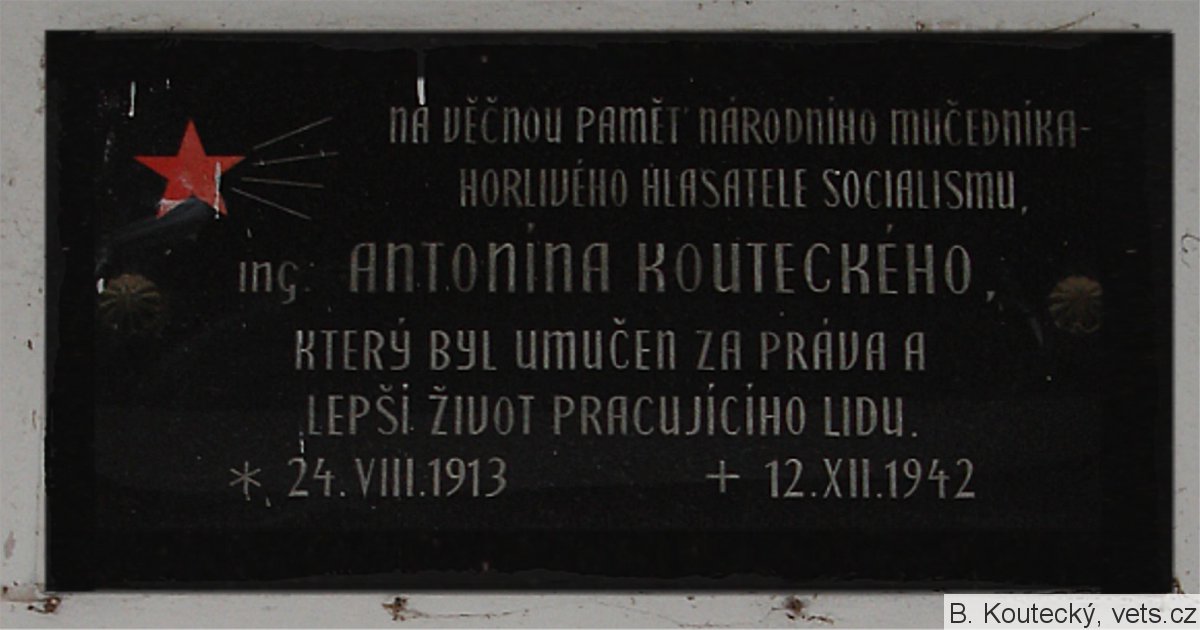 NA VĚČNOU PAMĚŤ NÁRODNÍHO MUČEDNÍKA-
HORLIVÉHO HLASATELE SOCIALISMU,
ING. ANTONÍNA KOUTECKÉHO,
KTERÝ BYL UMUČEN ZA PRÁVA A
LEPŠÍ ŽIVOT PRACUJÍCÍHO LIDU.
* 24.VIII.1913 + 12.XII.1942
B. Koutecký, vets.cz